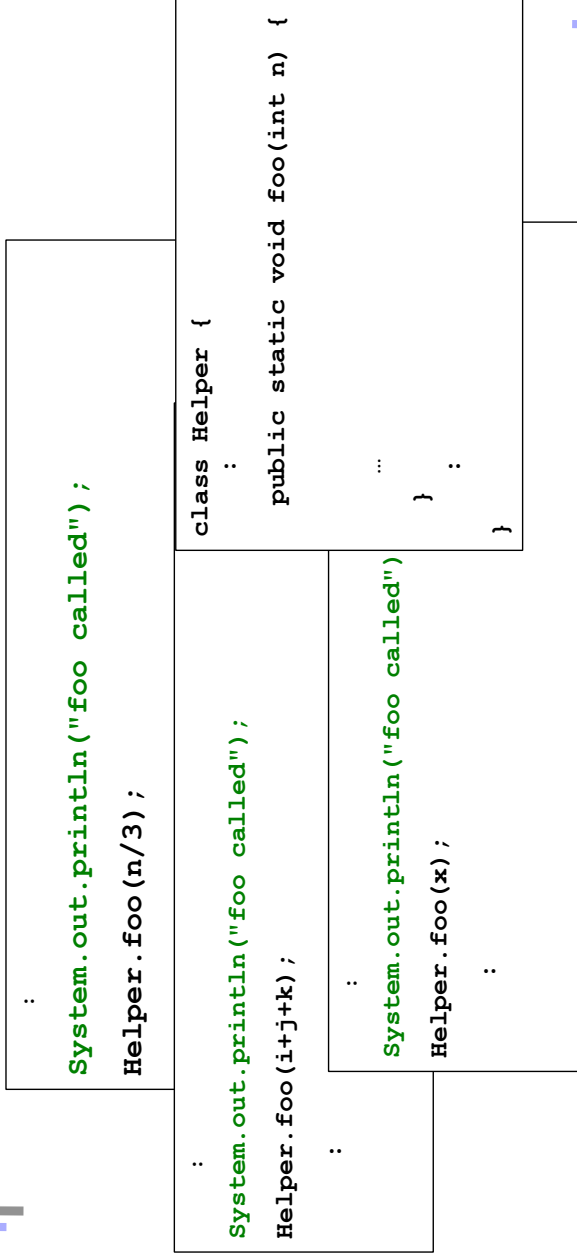 :
System.out.println("foo called");
Helper.foo(n/3);
:
System.out.println("foo called");
Helper.foo(i+j+k);
:
:
System.out.println("foo called")
Helper.foo(x);
:
class Helper {
:
public static void foo(int n) {
...
}
:
}